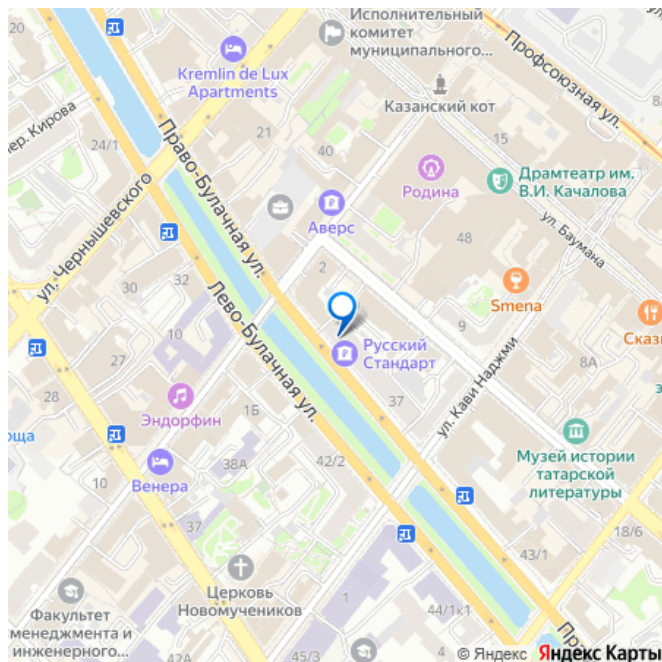 20
Исполнительный
комитет
муниципального...
Kremlin de Lux
Apartments
Профсоюзная ул.
Казанский кот
пер. Кирова
24/1
21
40
15
Право-Булачная ул.
Родина
Драмтеатр им.
В.И. Качалова
ул. Чернышевского
Аверс
48
ул. Баумана
2
Smena
Лево-Булачная ул.
30
10
9
Русский
Стандарт
Сказ
27
8А
28
37
ул. Кави Наджми
10
1Б
Эндорфин
оща
Музей истории
татарской
литературы
42/2
38А
Венера
37
18/6
43/1
Церковь
Новомучеников
1
Факультет
менеджмента и
инженерного...
45/3
44/1к1
Пр
© Яндекс Яндекс Карты